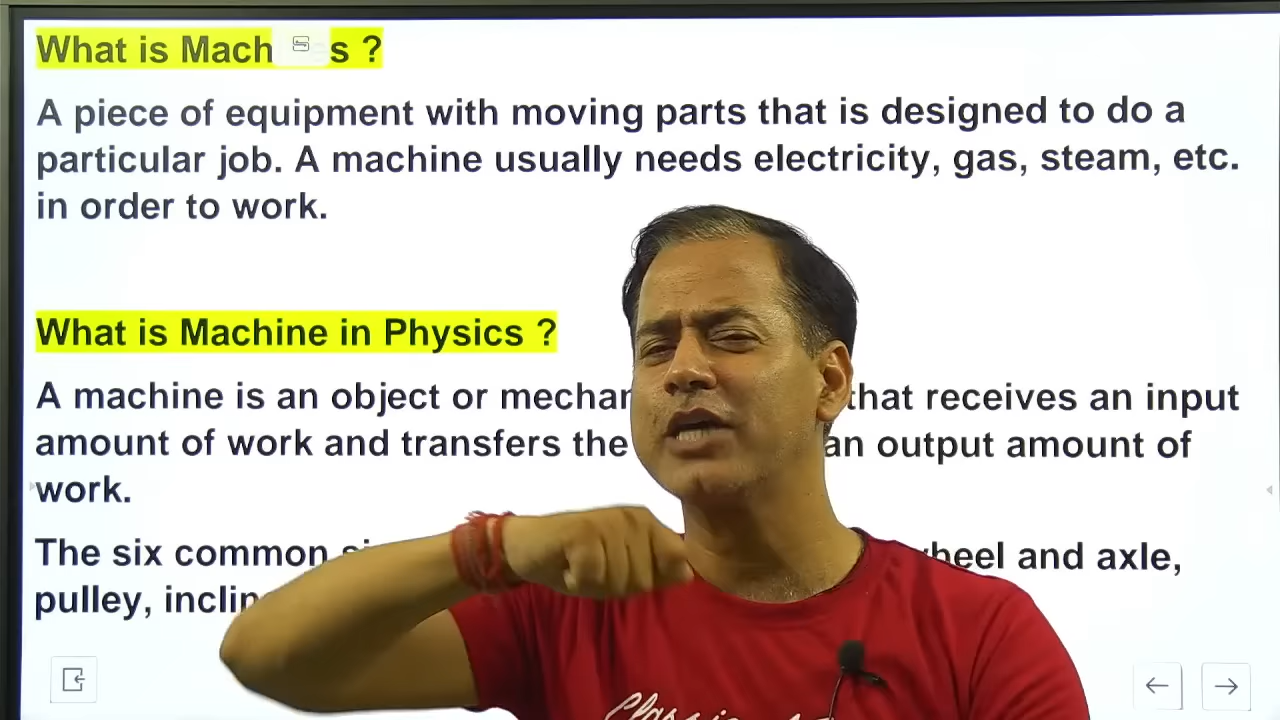 What is Mach s ?
A piece of equipment with moving parts that is designed to do a
particular job. A machine usually needs electricity, gas, steam, etc.
in order to work.
What is Machine in Physics ?
A machine is an object or mechan that receives an input
amount of work and transfers the an output amount of
work.
The six common heel and axle,
pulley, inclin